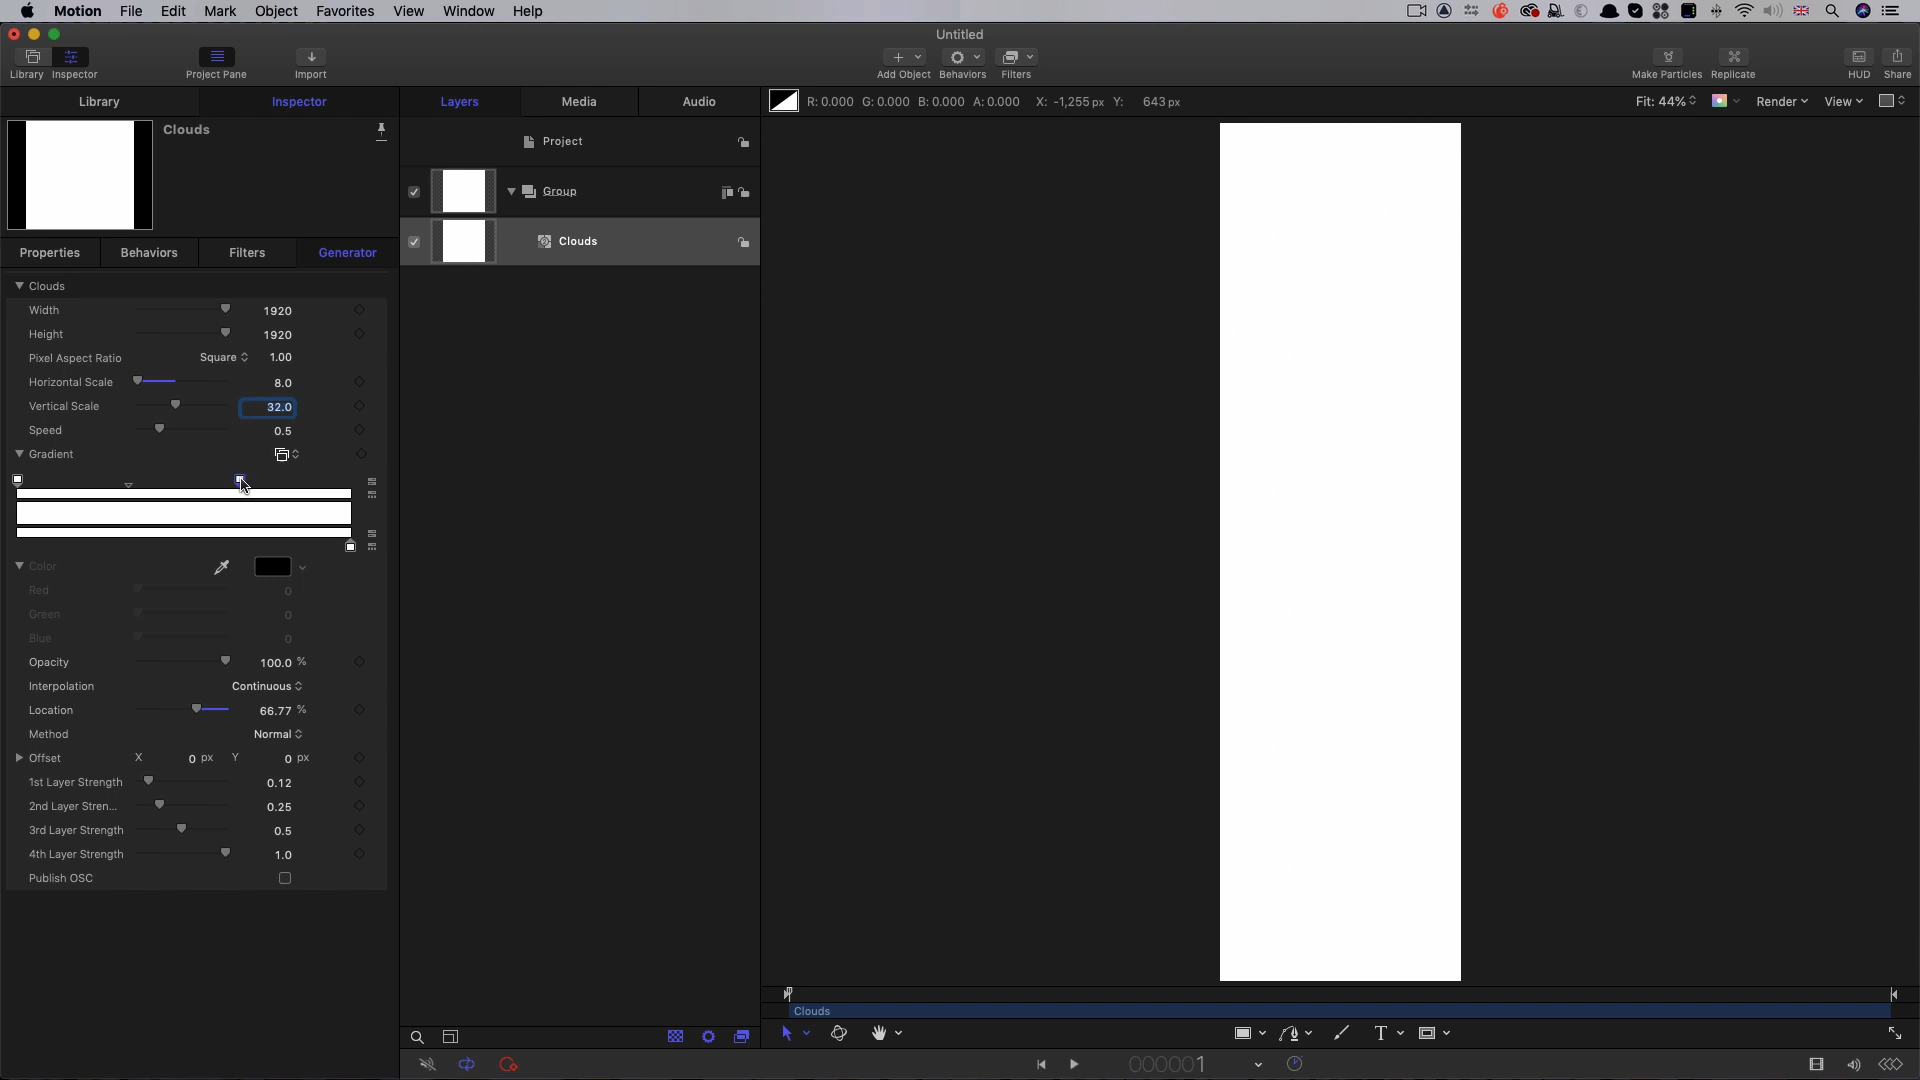 Motion File Edit Mark Object Favorites View Window Help
Untitled
Library Inspector Project Pane Import Add Object Behaviors Filters Make Particles Replicate HUD Share
Library Inspector Layers Media Audio R: 0.000 G: 0.000 B: 0.000 A: 0.000 X: -1,255 px Y: 643 px Fit: 44% Render View
Clouds
Project
Group
Clouds
Properties Behaviors Filters Generator
Clouds
Width 1920
Height 1920
Pixel Aspect Ratio Square 1.00
Horizontal Scale 8.0
Vertical Scale 32.0
Speed 0.5
Gradient
Color
Red 0
Green 0
Blue 0
Opacity 100.0 %
Interpolation Continuous
Location 66.77 %
Method Normal
Offset X 0 px Y 0 px
1st Layer Strength 0.12
2nd Layer Stren... 0.25
3rd Layer Strength 0.5
4th Layer Strength 1.0
Publish OSC
Clouds
T
000001